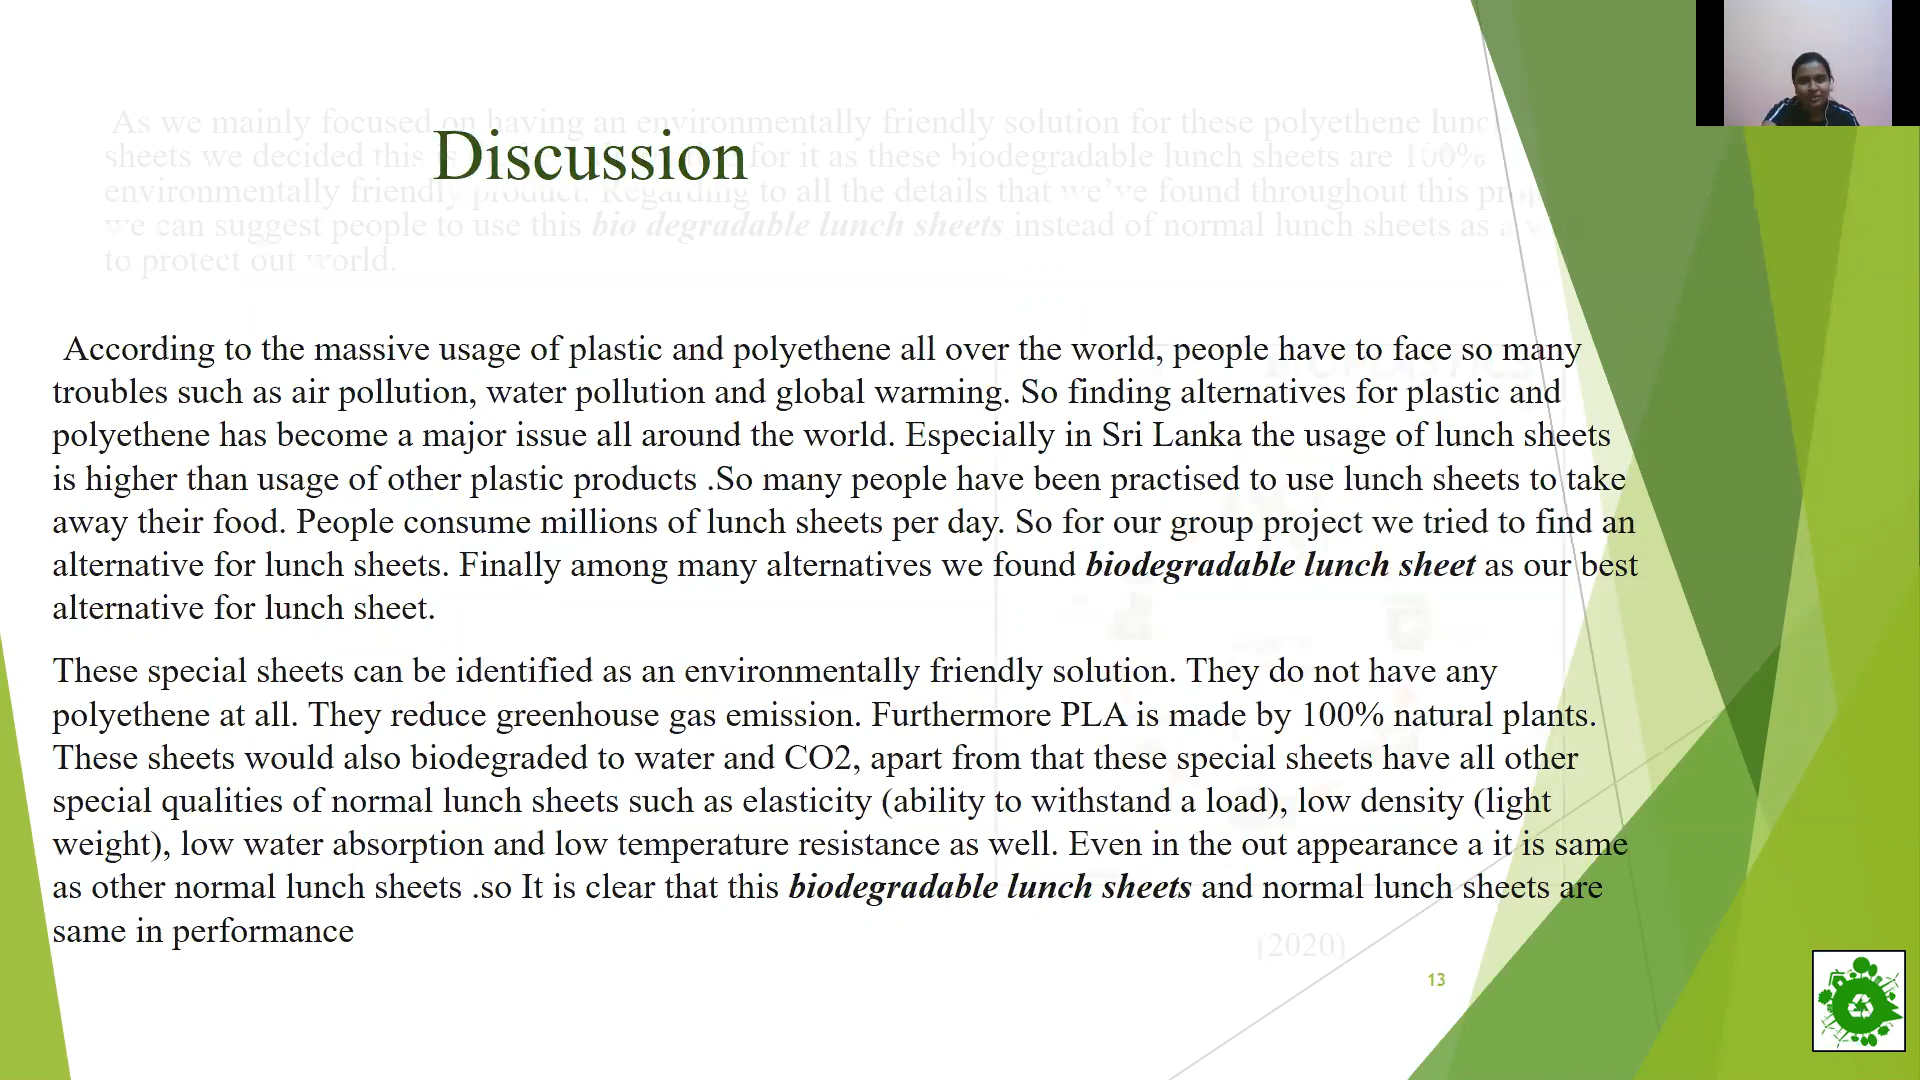 Discussion
As we mainly focused on having an environmentally friendly solution for these polyethene
sheets we decided this for it as these biodegradable lunch sheets are 100%
environmentally friendly product. Regarding to all the details that we've found throughout this
we can suggest people to use this bio degradable lunch sheets instead of normal lunch sheets as a
to protect out world.
According to the massive usage of plastic and polyethene all over the world, people have to face so many
troubles such as air pollution, water pollution and global warming. So finding alternatives for plastic and
polyethene has become a major issue all around the world. Especially in Sri Lanka the usage of lunch sheets
is higher than usage of other plastic products .So many people have been practised to use lunch sheets to take
away their food. People consume millions of lunch sheets per day. So for our group project we tried to find an
alternative for lunch sheets. Finally among many alternatives we found biodegradable lunch sheet as our best
alternative for lunch sheet.
These special sheets can be identified as an environmentally friendly solution. They do not have any
polyethene at all. They reduce greenhouse gas emission. Furthermore PLA is made by 100% natural plants.
These sheets would also biodegraded to water and CO2, apart from that these special sheets have all other
special qualities of normal lunch sheets such as elasticity (ability to withstand a load), low density (light
weight), low water absorption and low temperature resistance as well. Even in the out appearance a it is same
as other normal lunch sheets .so It is clear that this biodegradable lunch sheets and normal lunch sheets are
same in performance
(2020)
13